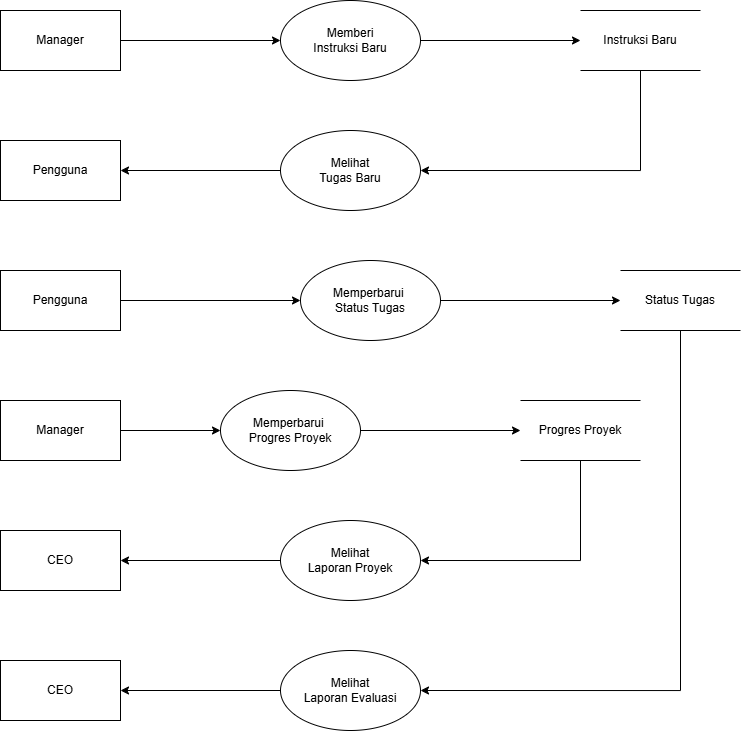 Manager
Memberi
Instruksi Baru
Instruksi Baru
Pengguna
Melihat
Tugas Baru
Pengguna
Memperbarui
Status Tugas
Status Tugas
Manager
Memperbarui
Progres Proyek
Progres Proyek
CEO
Melihat
Laporan Proyek
CEO
Melihat
Laporan Evaluasi